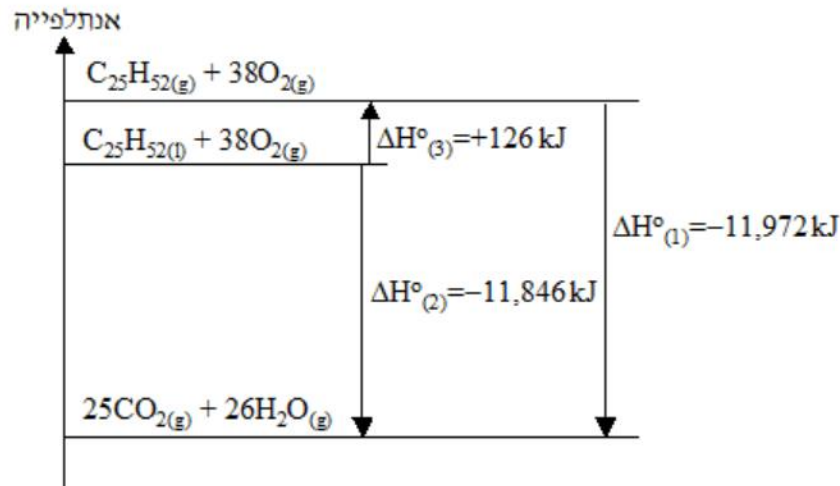 אנתלפייה
C₂₅H₅₂₍g₎ + 38O₂₍g₎
C₂₅H₅₂₍l₎ + 38O₂₍g₎
ΔH°₍₃₎=+126 kJ
ΔH°₍₁₎=−11,972 kJ
ΔH°₍₂₎=−11,846 kJ
25CO₂₍g₎ + 26H₂O₍g₎